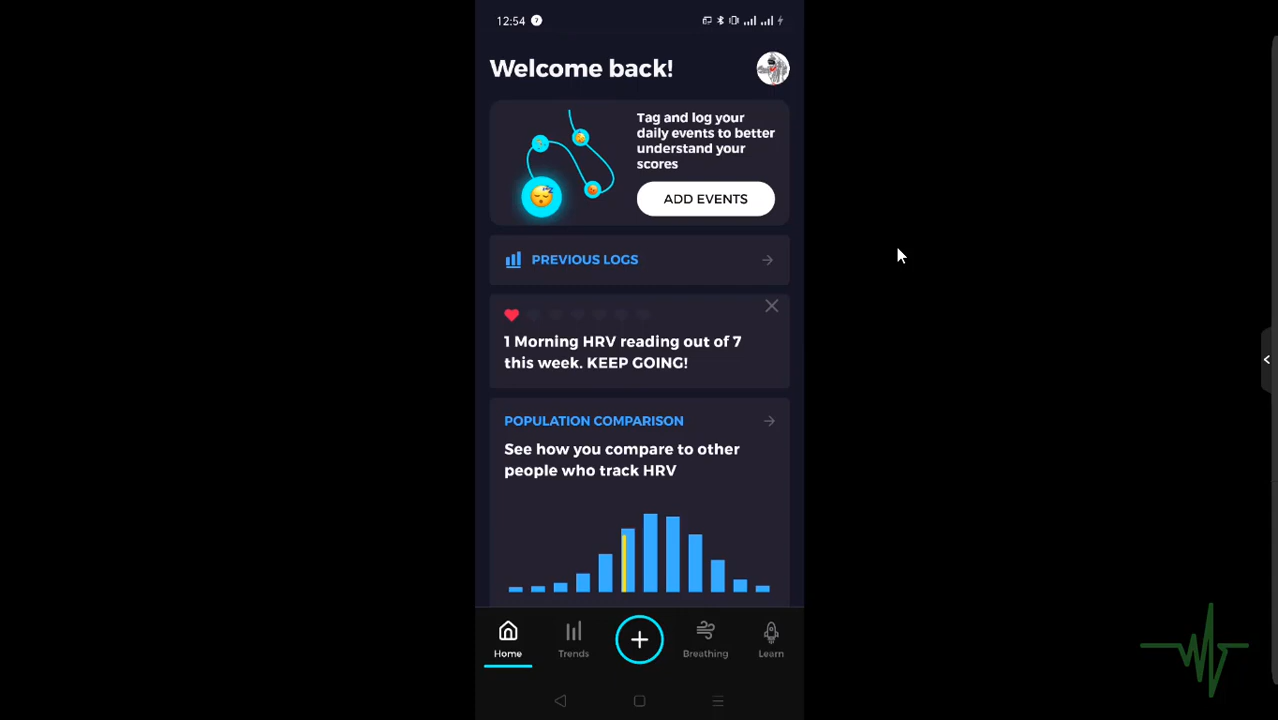 12:54
Welcome back!
Tag and log your
daily events to better
understand your
scores
ADD EVENTS
PREVIOUS LOGS
1 Morning HRV reading out of 7
this week. KEEP GOING!
POPULATION COMPARISON
See how you compare to other
people who track HRV
Home
Trends
Breathing
Learn